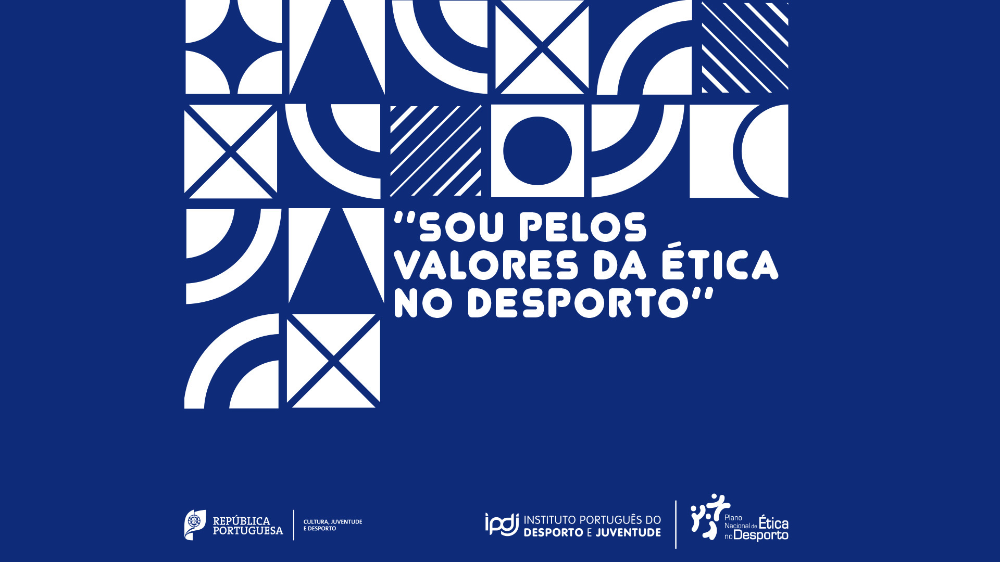 "SOU PELOS
VALORES DA ÉTICA
NO DESPORTO"
REPÚBLICA
PORTUGUESA
CULTURA, JUVENTUDE
E DESPORTO
ipdj
INSTITUTO PORTUGUÊS DO
DESPORTO E JUVENTUDE
Plano
Nacional de Ética
no Desporto